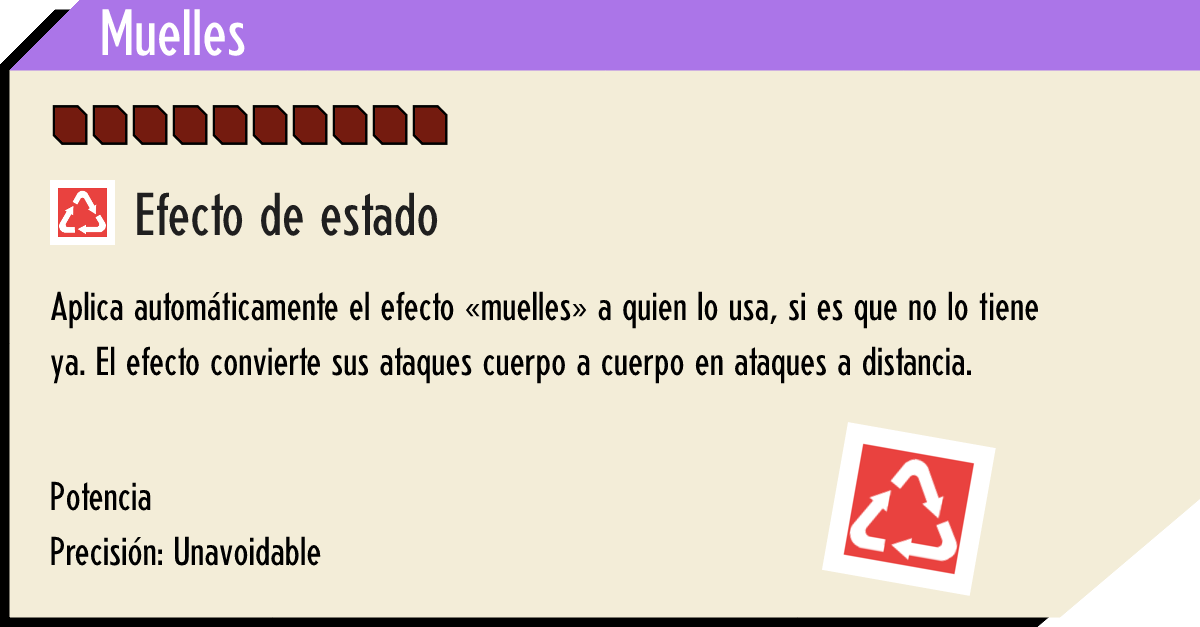 Muelles
Efecto de estado
Aplica automáticamente el efecto «muelles» a quien lo usa, si es que no lo tiene
ya. El efecto convierte sus ataques cuerpo a cuerpo en ataques a distancia.
Potencia
Precisión: Unavoidable